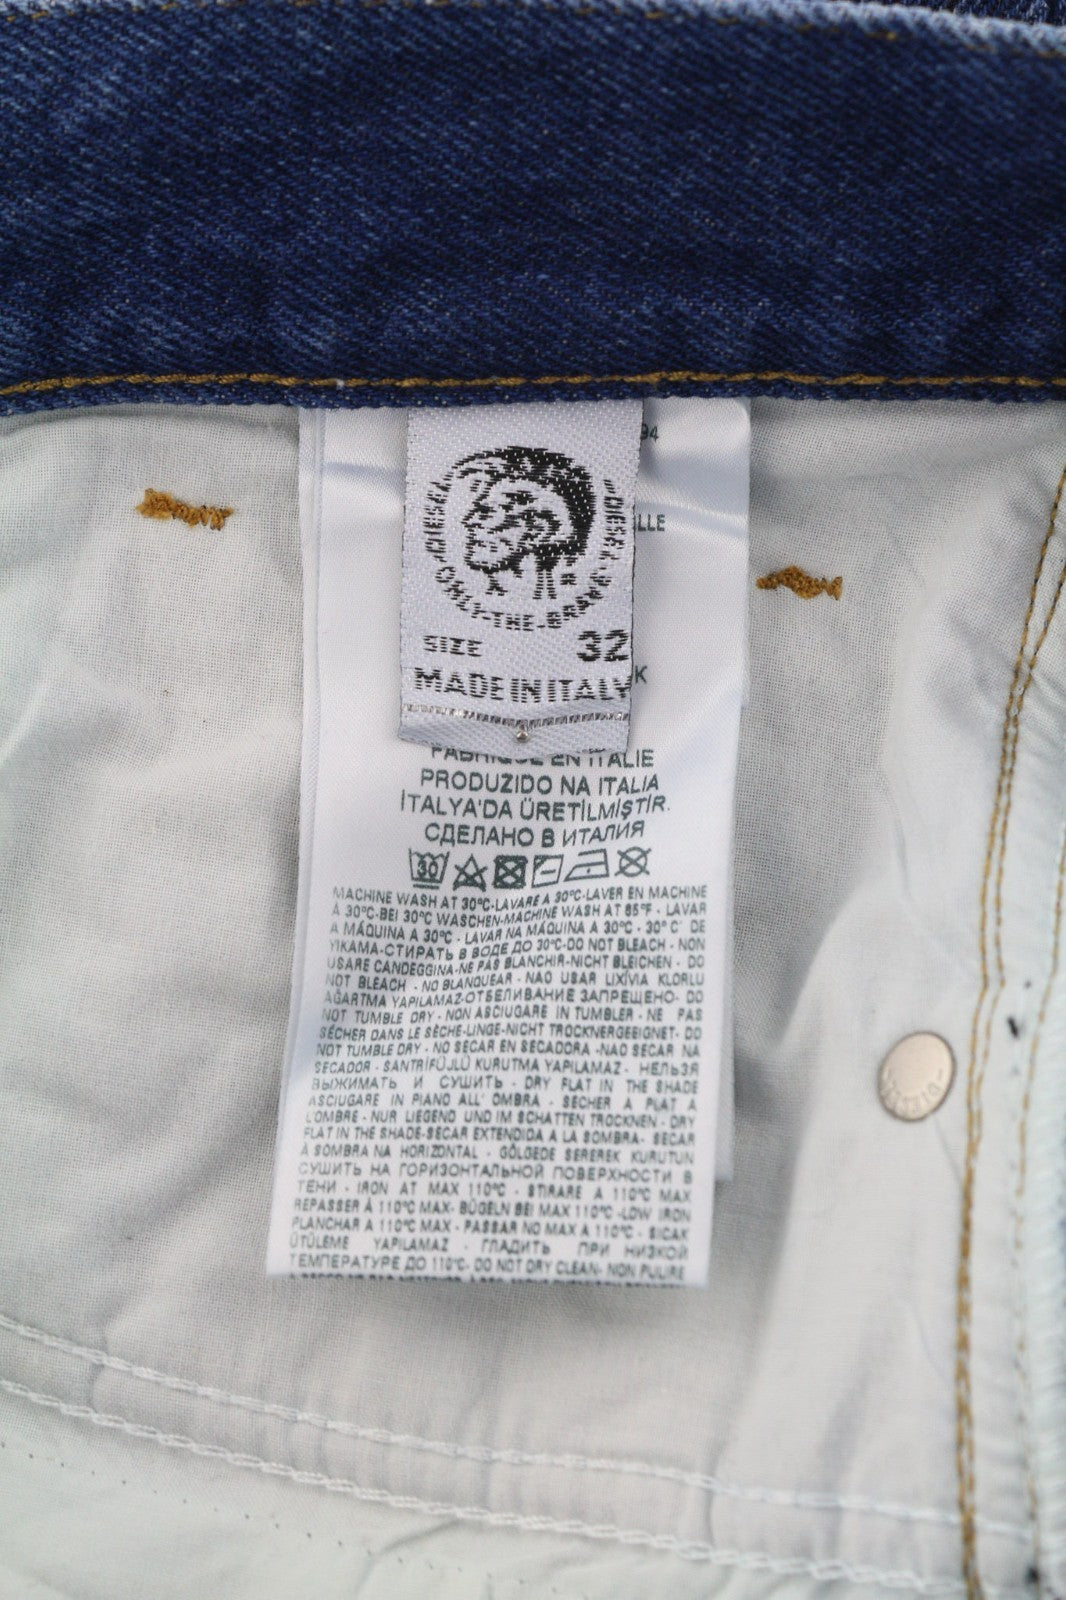 94
ILLE
DIESEL
DIESEL
ONLY-THE-BRAVE
SIZE 32
MADE IN ITALY
K
FABRIQUE EN ITALIE
PRODUZIDO NA ITALIA
İTALYA'DA ÜRETİLMİŞTİR.
СДЕЛАНО В ИТАЛИЯ
30
MACHINE WASH AT 30°C-LAVARE A 30°C-LAVER EN MACHINE
À 30°C-BEI 30°C WASCHEN-MACHINE WASH AT 85°F - LAVAR
A MÁQUINA A 30°C - LAVAR NA MÁQUINA A 30°C - 30° C' DE
YIKAMA-СТИРАТЬ В ВОДЕ ДО 30°C-DO NOT BLEACH - NON
USARE CANDEGGINA-NE PAS BLANCHIR-NICHT BLEICHEN - DO
NOT BLEACH - NO BLANQUEAR - NAO USAR LIXÍVIA KLORLU
AĞARTMA YAPILAMAZ-ОТБЕЛИВАНИЕ ЗАПРЕЩЕНО- DO
NOT TUMBLE DRY - NON ASCIUGARE IN TUMBLER - NE PAS
SÉCHER DANS LE SÈCHE-LINGE-NICHT TROCKNERGEEIGNET- DO
NOT TUMBLE DRY - NO SECAR EN SECADORA -NAO SECAR NA
SECADOR - SANTRİFÜJLÜ KURUTMA YAPILAMAZ - НЕЛЬЗЯ
ВЫЖИМАТЬ И СУШИТЬ - DRY FLAT IN THE SHADE
ASCIUGARE IN PIANO ALL' OMBRA - SÉCHER À PLAT À
L'OMBRE - NUR LIEGEND UND IM SCHATTEN TROCKNEN - DRY
FLAT IN THE SHADE-SECAR EXTENDIDA A LA SOMBRA- SECAR
À SOMBRA NA HORIZONTAL - GÖLGEDE SEREREK KURUTUN
СУШИТЬ НА ГОРИЗОНТАЛЬНОЙ ПОВЕРХНОСТИ В
ТЕНИ - IRON AT MAX 110°C - STIRARE A 110°C MAX
REPASSER À 110°C MAX- BÜGELN BEI MAX 110°C -LOW IRON
PLANCHAR A 110°C MAX - PASSAR NO MAX A 110°C - SICAK
ÜTÜLEME YAPILAMAZ - ГЛАДИТЬ ПРИ НИЗКОЙ
ТЕМПЕРАТУРЕ ДО 110°C- DO NOT DRY CLEAN- NON PULIRE